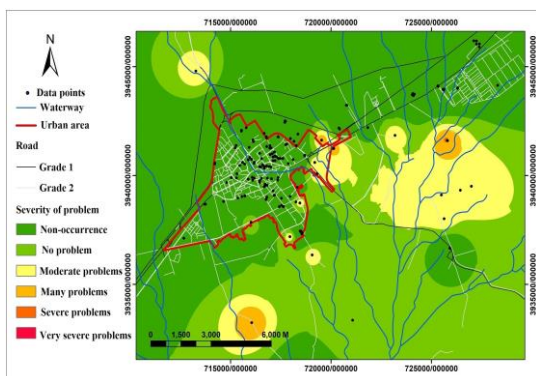 715000/000000 720000/000000 725000/000000
N
Data points
Waterway
Urban area
Road
Grade 1
Grade 2
Severity of problem
Non-occurrence
No problem
Moderate problems
Many problems
Severe problems
Very severe problems
3945000/000000
3940000/000000
3935000/000000
3945000/000000
3940000/000000
3935000/000000
0 1,500 3,000 6,000 M
715000/000000 720000/000000 725000/000000